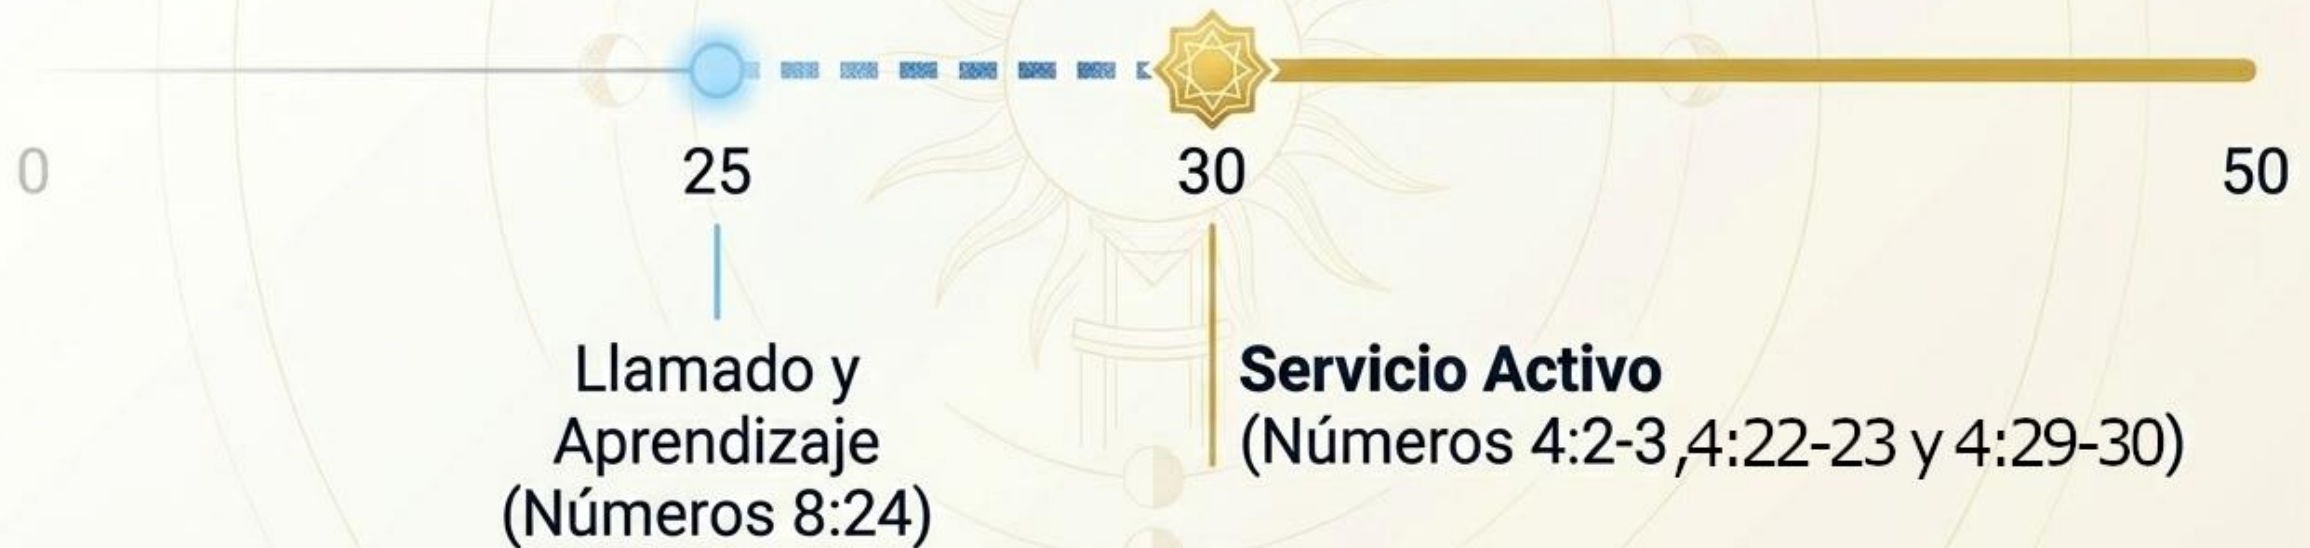 0
25
30
50
Llamado y
Aprendizaje
(Números 8:24)
Servicio Activo
(Números 4:2-3,4:22-23 y 4:29-30)